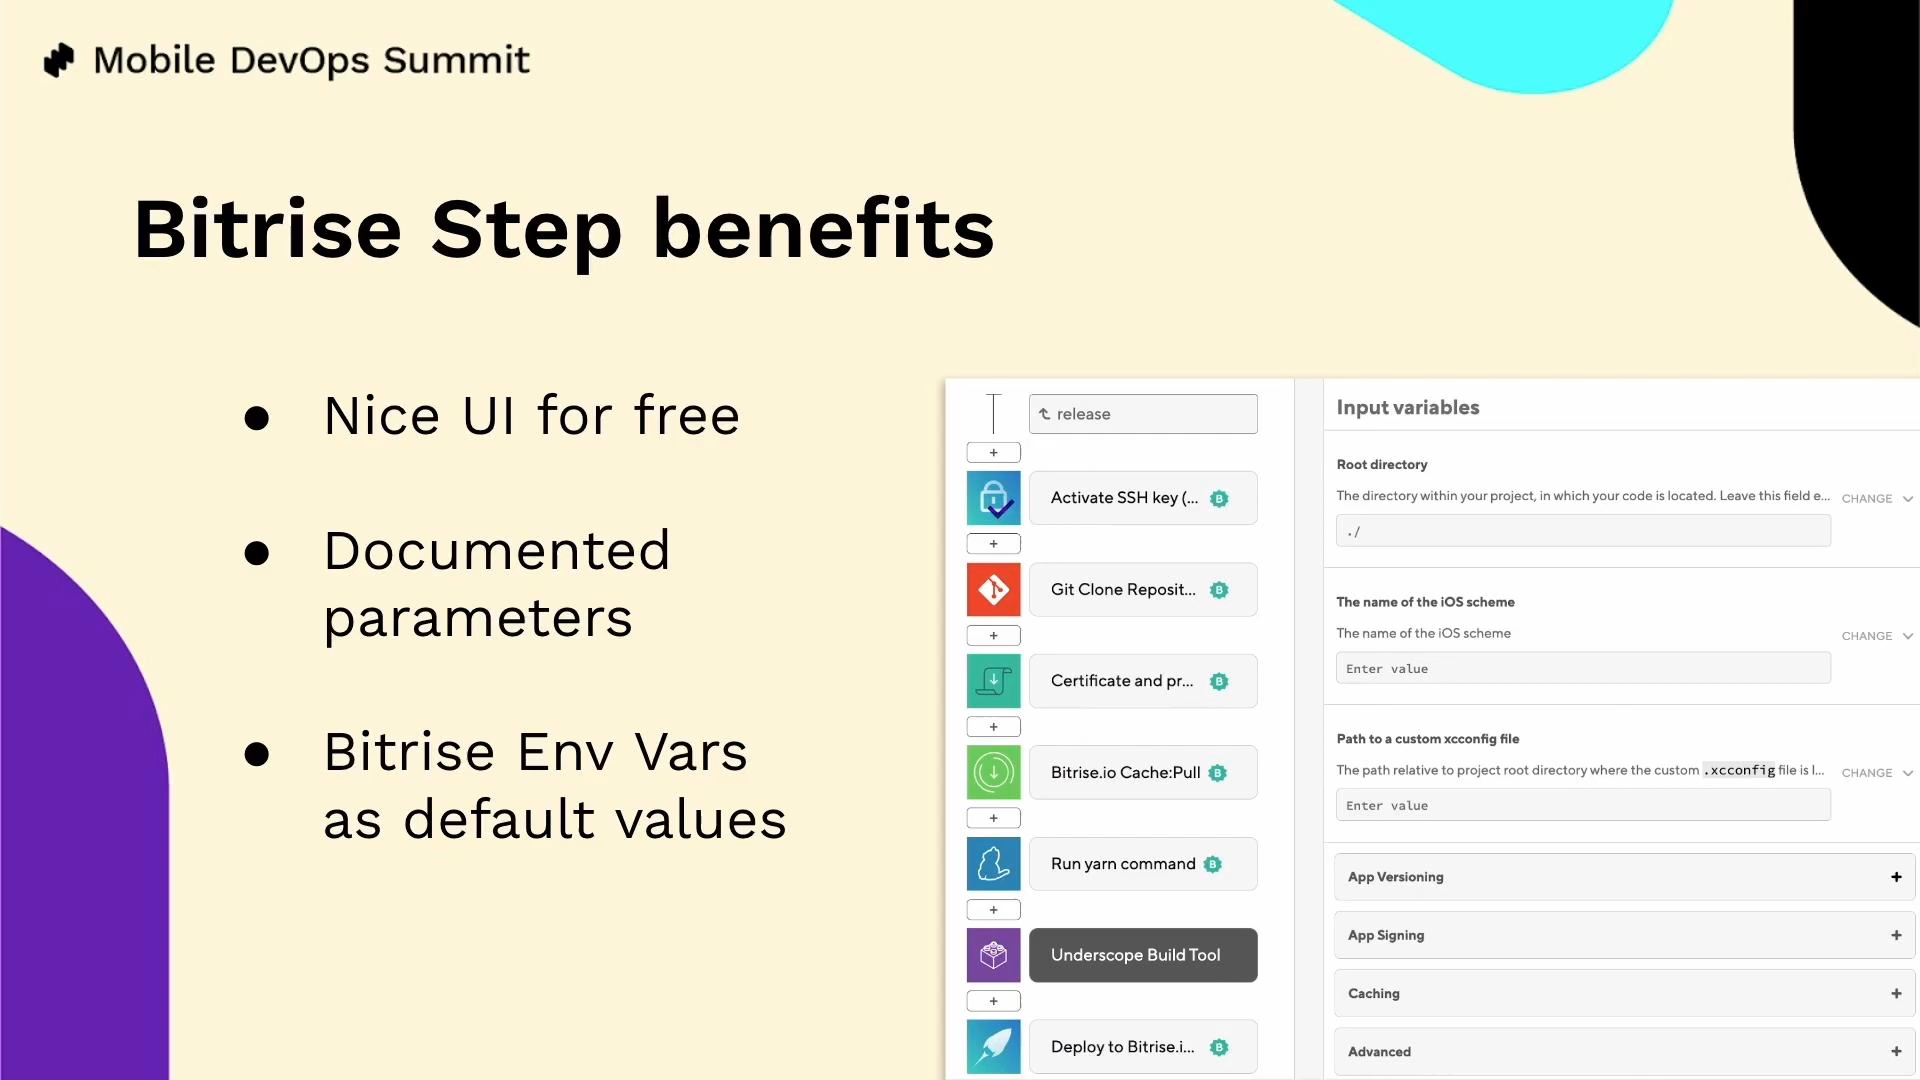 Mobile DevOps Summit
Bitrise Step benefits
● Nice UI for free
● Documented
parameters
● Bitrise Env Vars
as default values
release
+
Activate SSH key (... B
+
Git Clone Reposit... B
+
Certificate and pr... B
+
Bitrise.io Cache:Pull B
+
Run yarn command B
+
Underscope Build Tool
+
Deploy to Bitrise.i... B
Input variables
Root directory
The directory within your project, in which your code is located. Leave this field e... CHANGE
./
The name of the iOS scheme
The name of the iOS scheme CHANGE
Enter value
Path to a custom xcconfig file
The path relative to project root directory where the custom .xcconfig file is l... CHANGE
Enter value
App Versioning +
App Signing +
Caching +
Advanced +